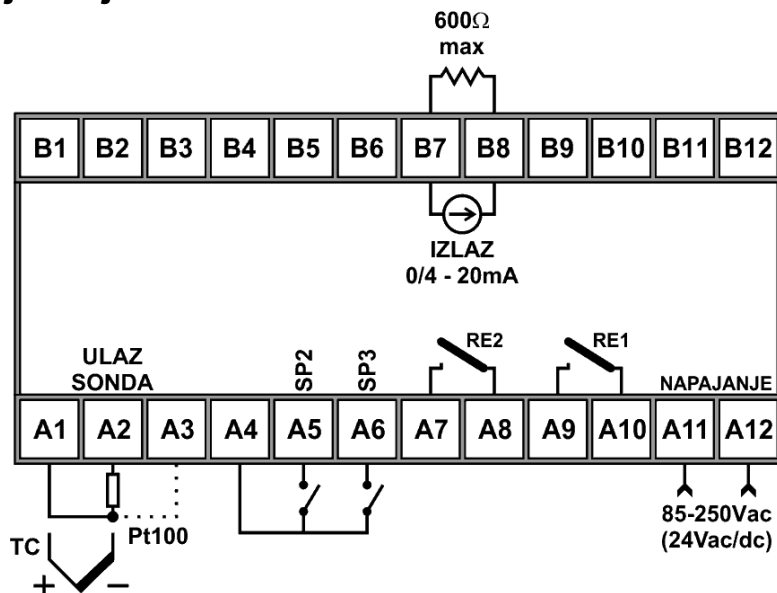 600Ω
max
B1 B2 B3 B4 B5 B6 B7 B8 B9 B10 B11 B12
IZLAZ
0/4 - 20mA
ULAZ
SONDA
SP2
SP3
RE2
RE1
NAPAJANJE
A1 A2 A3 A4 A5 A6 A7 A8 A9 A10 A11 A12
TC
Pt100
+ −
85-250Vac
(24Vac/dc)